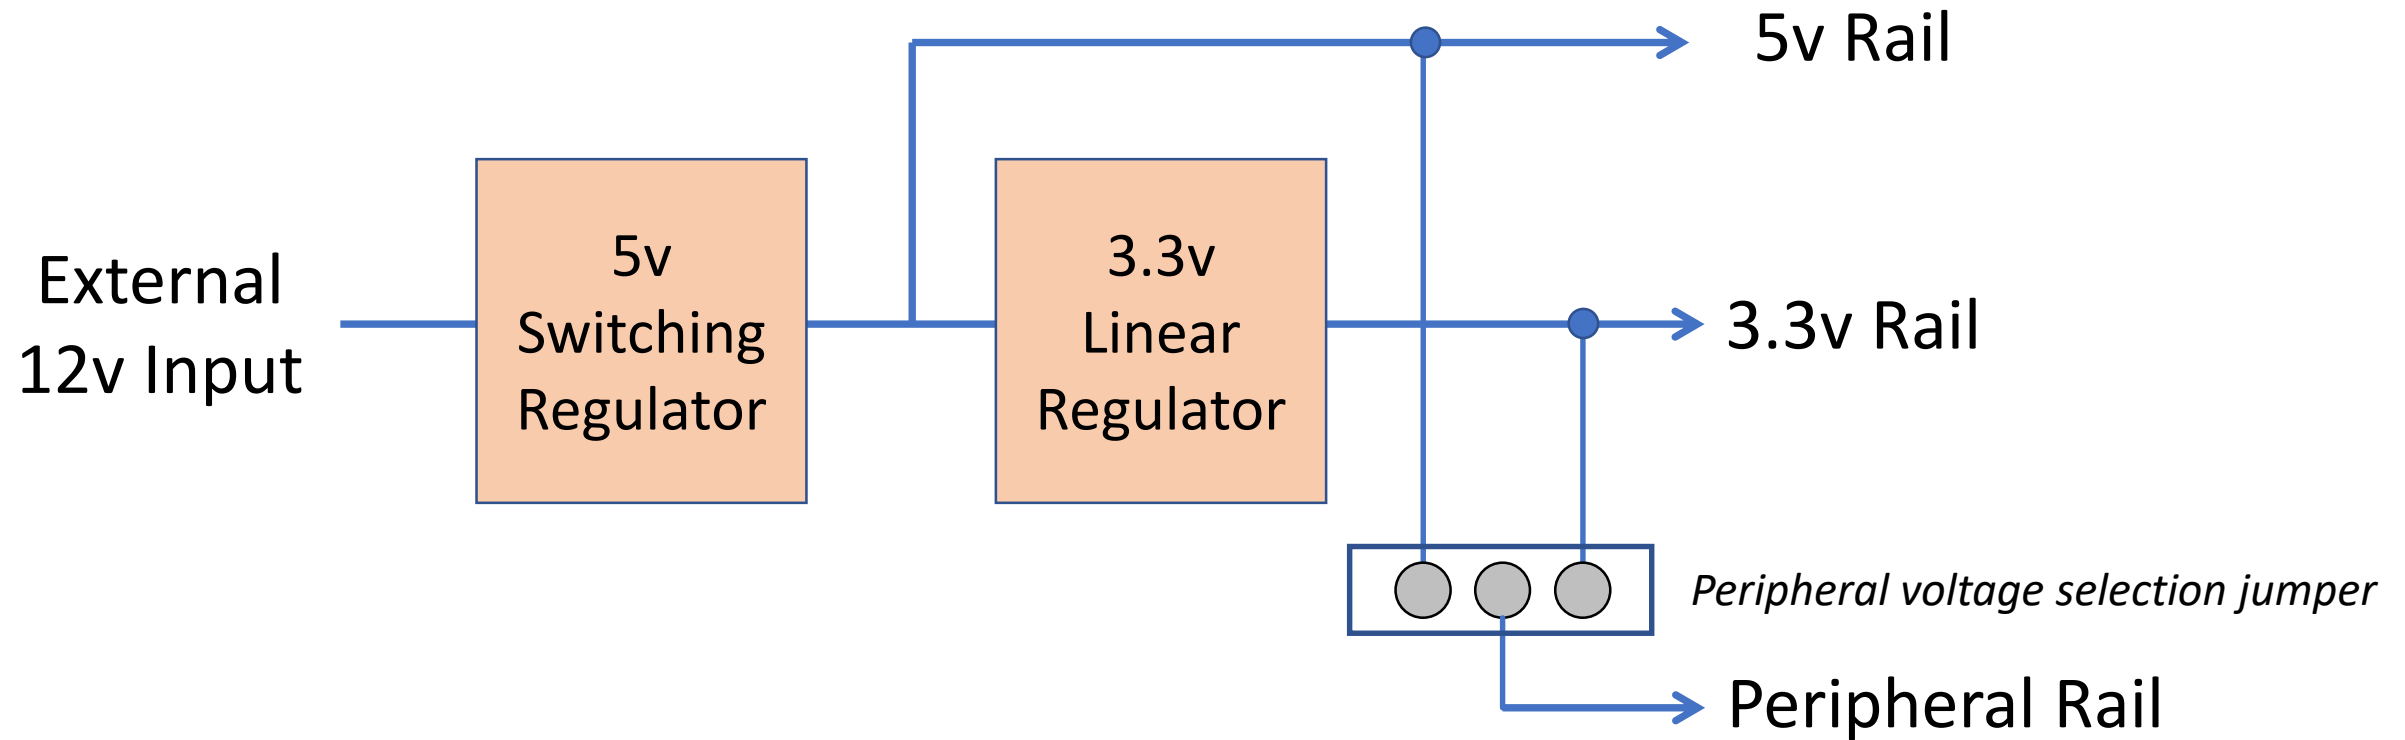 5v Rail
External
12v Input
5v
Switching
Regulator
3.3v
Linear
Regulator
3.3v Rail
Peripheral voltage selection jumper
Peripheral Rail